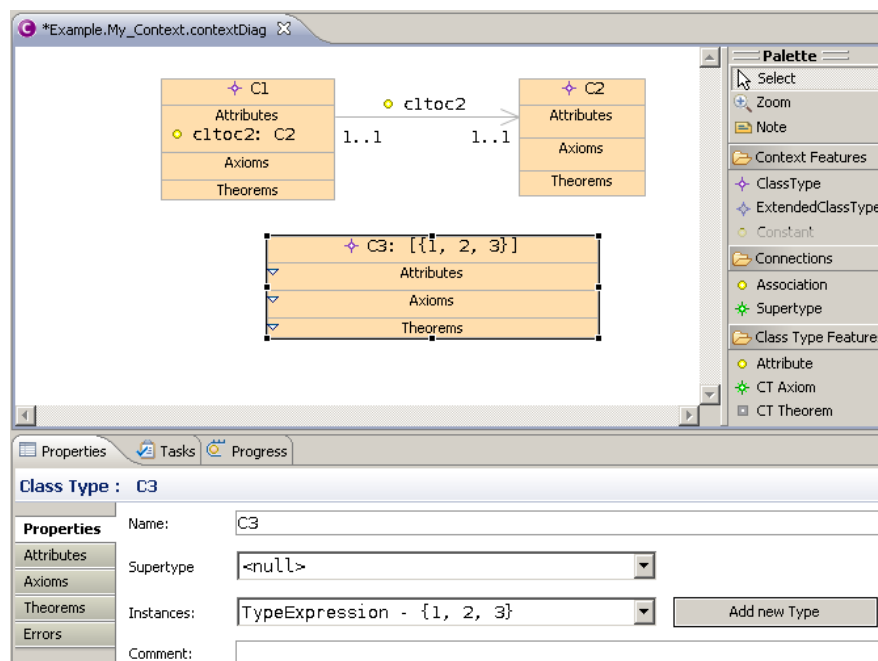 *Example.My_Context.contextDiag
Palette
Select
Zoom
Note
Context Features
ClassType
ExtendedClassType
Constant
Connections
Association
Supertype
Class Type Feature
Attribute
CT Axiom
CT Theorem
C1
Attributes
c1toc2: C2
Axioms
Theorems
c1toc2
1..1 1..1
C2
Attributes
Axioms
Theorems
C3: [{1, 2, 3}]
Attributes
Axioms
Theorems
Properties Tasks Progress
Class Type : C3
Properties
Attributes
Axioms
Theorems
Errors
Name: C3
Supertype <null>
Instances: TypeExpression - {1, 2, 3} Add new Type
Comment: